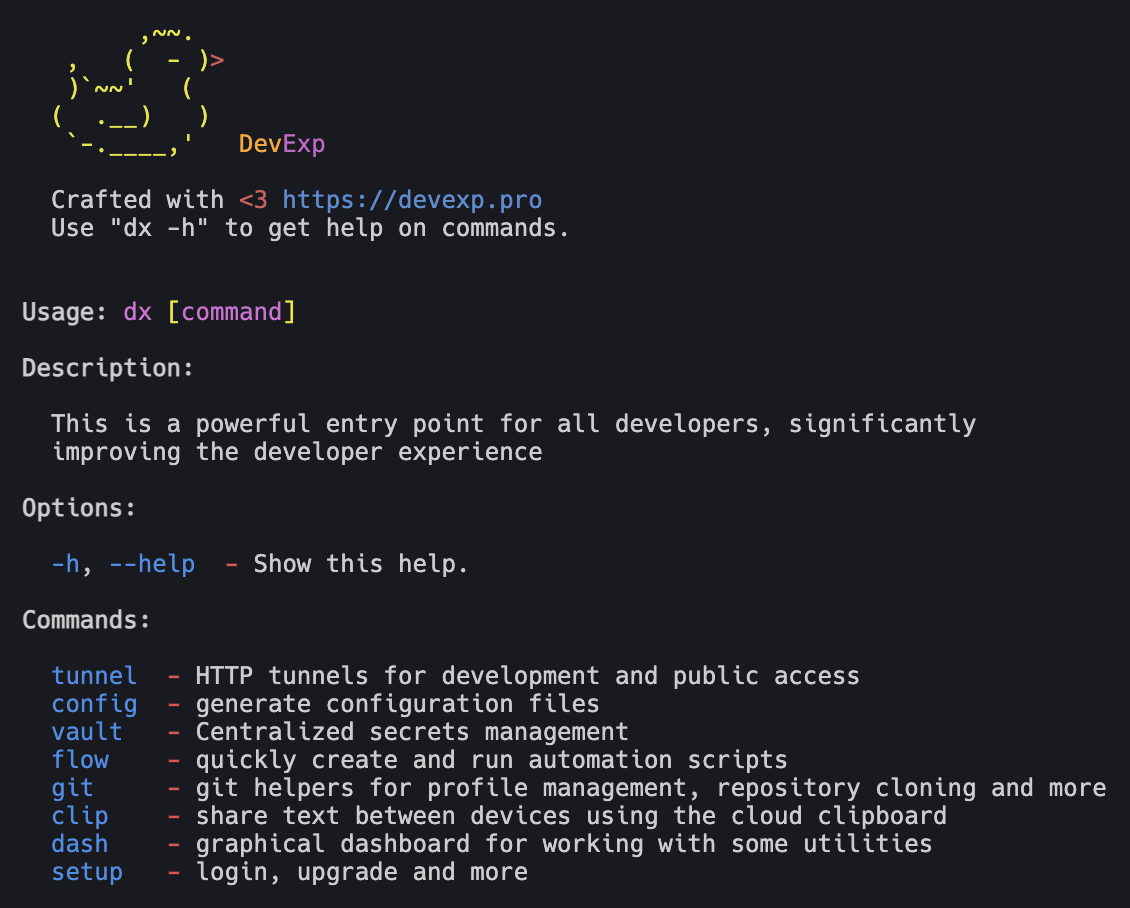 ,~~.
    ,   (  - )>
    )`~~'   (
   (  .__)   )
    `-.____,'   DevExp
Crafted with <3 https://devexp.pro
Use "dx -h" to get help on commands.
Usage: dx [command]
Description:
This is a powerful entry point for all developers, significantly
improving the developer experience
Options:
-h, --help  - Show this help.
Commands:
tunnel  - HTTP tunnels for development and public access
config  - generate configuration files
vault   - Centralized secrets management
flow    - quickly create and run automation scripts
git     - git helpers for profile management, repository cloning and more
clip    - share text between devices using the cloud clipboard
dash    - graphical dashboard for working with some utilities
setup   - login, upgrade and more